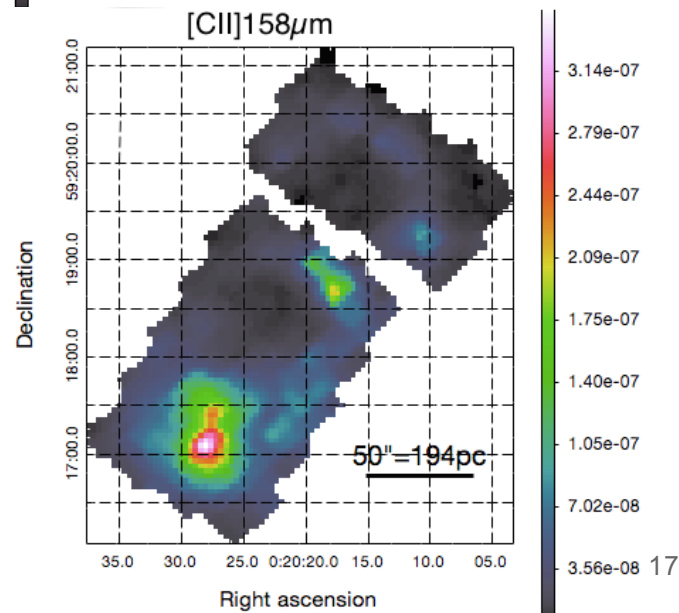 [CII]158μm
21:00.0
59:20:00.0
19:00.0
18:00.0
17:00.0
Declination
50"=194pc
35.0 30.0 25.0 0:20:20.0 15.0 10.0 05.0
Right ascension
3.14e-07
2.79e-07
2.44e-07
2.09e-07
1.75e-07
1.40e-07
1.05e-07
7.02e-08
3.56e-08
17